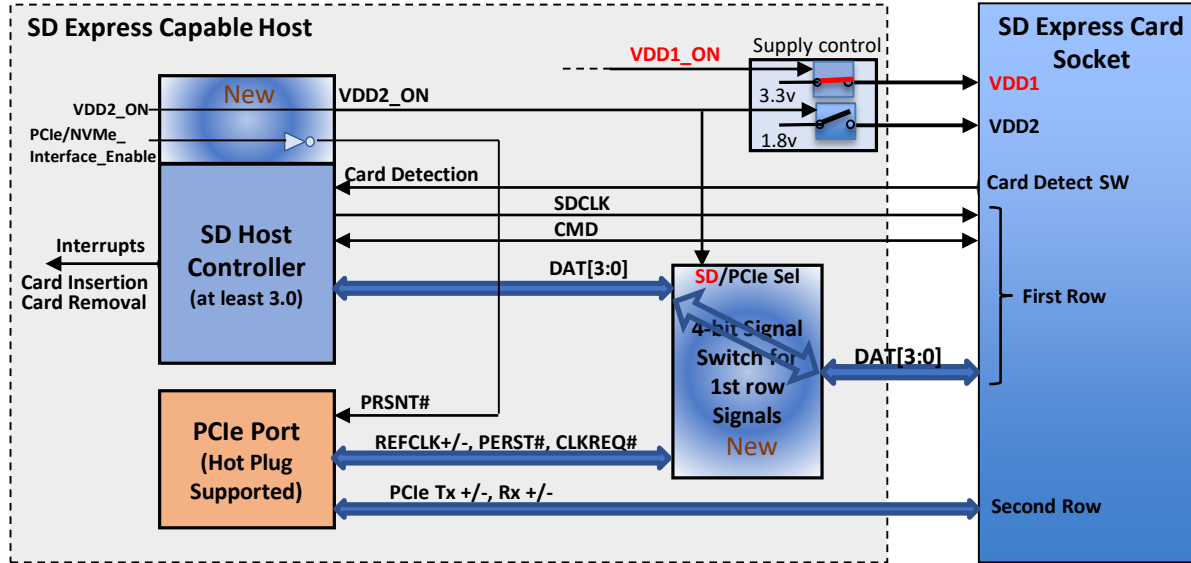 SD Express Capable Host
SD Express Card
Socket
Supply control
VDD1_ON
3.3v
1.8v
VDD1
VDD2
New
VDD2_ON
VDD2_ON
PCIe/NVMe_
Interface_Enable
Card Detection
Card Detect SW
SDCLK
CMD
SD Host
Controller
(at least 3.0)
Interrupts
Card Insertion
Card Removal
DAT[3:0]
SD/PCIe Sel
4-bit Signal
Switch for
1st row
Signals
New
DAT[3:0]
First Row
PRSNT#
PCIe Port
(Hot Plug
Supported)
REFCLK+/-, PERST#, CLKREQ#
PCIe Tx +/-, Rx +/-
Second Row